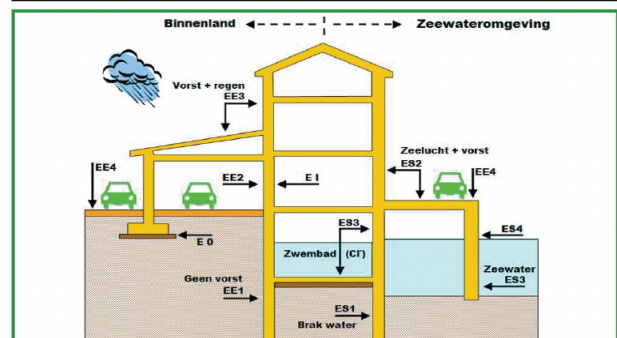 Binnenland
Zeewateromgeving
Vorst + regen
EE3
Zeelucht + vorst
ES2
EE4
EE4
EE2
E I
ES3
ES4
E 0
Zwembad (Cl⁻)
Zeewater
ES3
Geen vorst
EE1
ES1
Brak water